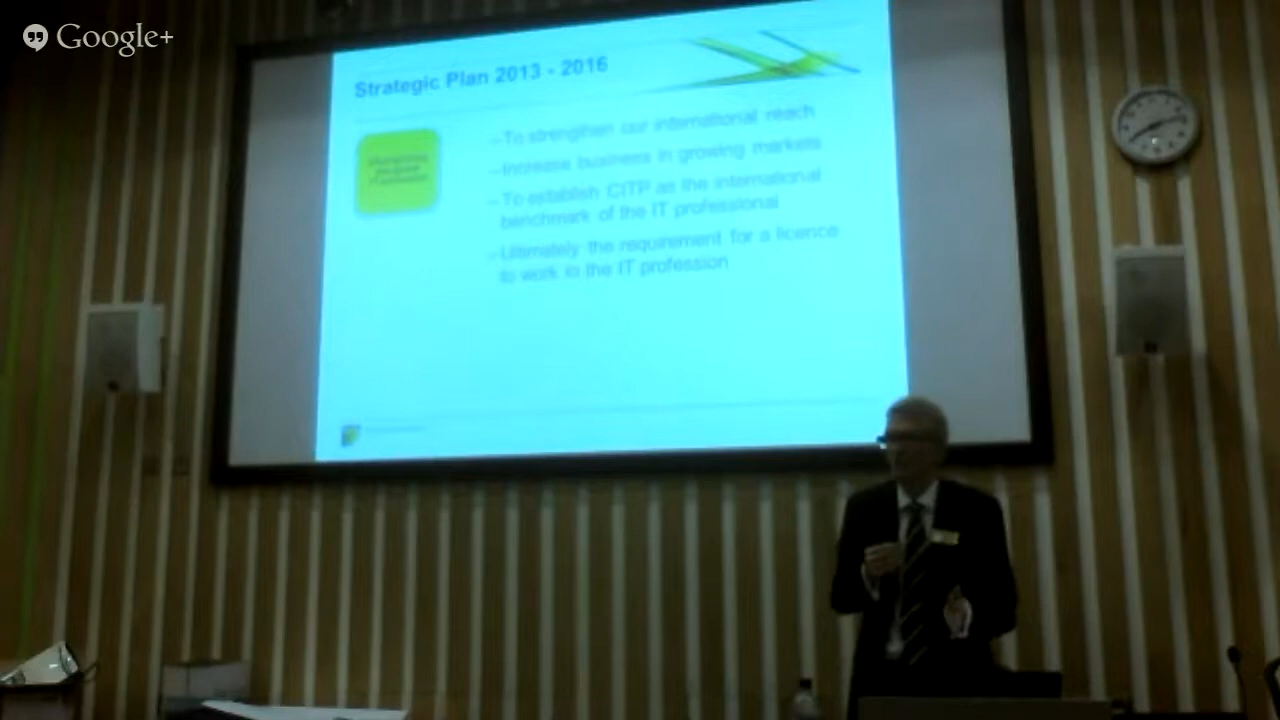 Google+
Strategic Plan 2013 - 2016
–To strengthen our international reach
–Increase business in growing markets
–To establish CITP as the international
benchmark of the IT professional
–Ultimately the requirement for a licence
to work in the IT profession